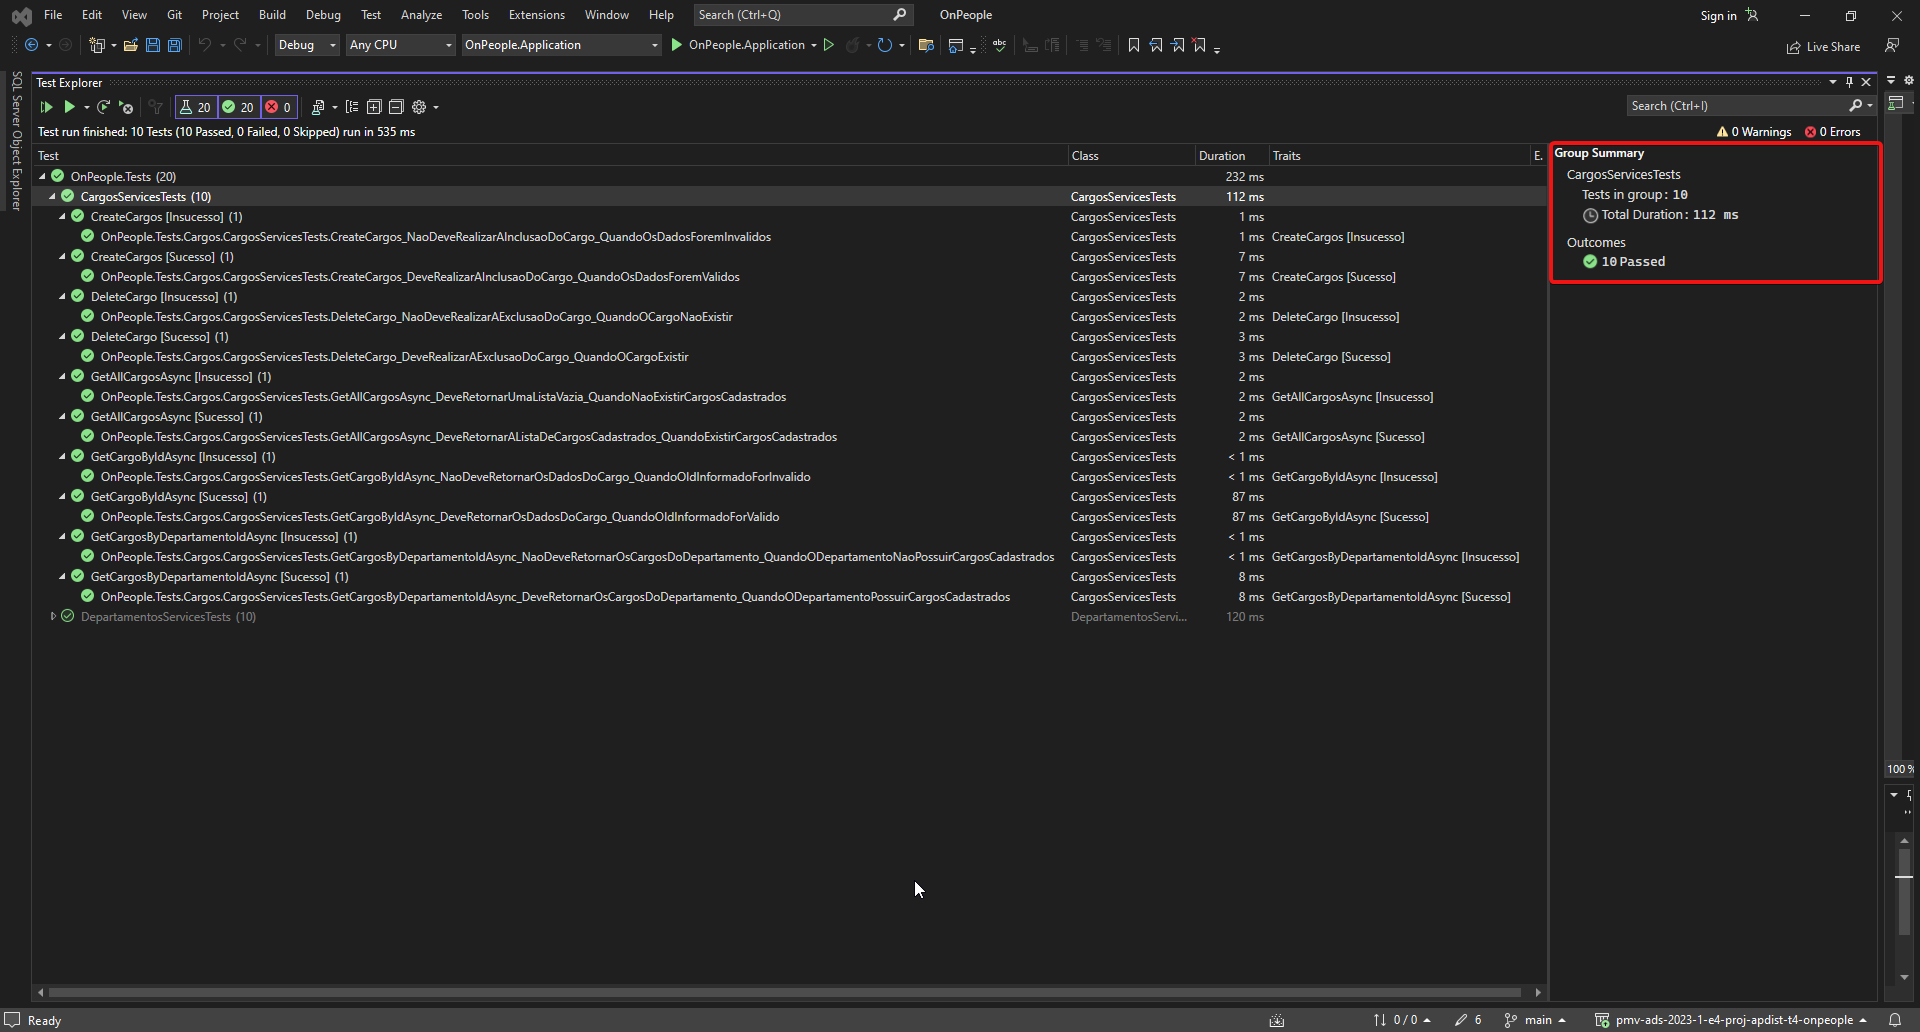 File Edit View Git Project Build Debug Test Analyze Tools Extensions Window Help Search (Ctrl+Q) OnPeople Sign in
Debug Any CPU OnPeople.Application OnPeople.Application abc Live Share
SQL Server Object Explorer
Test Explorer
20 20 0 Search (Ctrl+I)
Test run finished: 10 Tests (10 Passed, 0 Failed, 0 Skipped) run in 535 ms 0 Warnings 0 Errors
Test Class Duration Traits E.
OnPeople.Tests (20) 232 ms
CargosServicesTests (10) CargosServicesTests 112 ms
CreateCargos [Insucesso] (1) CargosServicesTests 1 ms
OnPeople.Tests.Cargos.CargosServicesTests.CreateCargos_NaoDeveRealizarAInclusaoDoCargo_QuandoOsDadosForemInvalidos CargosServicesTests 1 ms CreateCargos [Insucesso]
CreateCargos [Sucesso] (1) CargosServicesTests 7 ms
OnPeople.Tests.Cargos.CargosServicesTests.CreateCargos_DeveRealizarAInclusaoDoCargo_QuandoOsDadosForemValidos CargosServicesTests 7 ms CreateCargos [Sucesso]
DeleteCargo [Insucesso] (1) CargosServicesTests 2 ms
OnPeople.Tests.Cargos.CargosServicesTests.DeleteCargo_NaoDeveRealizarAExclusaoDoCargo_QuandoOCargoNaoExistir CargosServicesTests 2 ms DeleteCargo [Insucesso]
DeleteCargo [Sucesso] (1) CargosServicesTests 3 ms
OnPeople.Tests.Cargos.CargosServicesTests.DeleteCargo_DeveRealizarAExclusaoDoCargo_QuandoOCargoExistir CargosServicesTests 3 ms DeleteCargo [Sucesso]
GetAllCargosAsync [Insucesso] (1) CargosServicesTests 2 ms
OnPeople.Tests.Cargos.CargosServicesTests.GetAllCargosAsync_DeveRetornarUmaListaVazia_QuandoNaoExistirCargosCadastrados CargosServicesTests 2 ms GetAllCargosAsync [Insucesso]
GetAllCargosAsync [Sucesso] (1) CargosServicesTests 2 ms
OnPeople.Tests.Cargos.CargosServicesTests.GetAllCargosAsync_DeveRetornarAListaDeCargosCadastrados_QuandoExistirCargosCadastrados CargosServicesTests 2 ms GetAllCargosAsync [Sucesso]
GetCargoByIdAsync [Insucesso] (1) CargosServicesTests < 1 ms
OnPeople.Tests.Cargos.CargosServicesTests.GetCargoByIdAsync_NaoDeveRetornarOsDadosDoCargo_QuandoOIdInformadoForInvalido CargosServicesTests < 1 ms GetCargoByIdAsync [Insucesso]
GetCargoByIdAsync [Sucesso] (1) CargosServicesTests 87 ms
OnPeople.Tests.Cargos.CargosServicesTests.GetCargoByIdAsync_DeveRetornarOsDadosDoCargo_QuandoOIdInformadoForValido CargosServicesTests 87 ms GetCargoByIdAsync [Sucesso]
GetCargosByDepartamentoIdAsync [Insucesso] (1) CargosServicesTests < 1 ms
OnPeople.Tests.Cargos.CargosServicesTests.GetCargosByDepartamentoIdAsync_NaoDeveRetornarOsCargosDoDepartamento_QuandoODepartamentoNaoPossuirCargosCadastrados CargosServicesTests < 1 ms GetCargosByDepartamentoIdAsync [Insucesso]
GetCargosByDepartamentoIdAsync [Sucesso] (1) CargosServicesTests 8 ms
OnPeople.Tests.Cargos.CargosServicesTests.GetCargosByDepartamentoIdAsync_DeveRetornarOsCargosDoDepartamento_QuandoODepartamentoPossuirCargosCadastrados CargosServicesTests 8 ms GetCargosByDepartamentoIdAsync [Sucesso]
DepartamentosServicesTests (10) DepartamentosServi... 120 ms
Group Summary
CargosServicesTests
Tests in group: 10
Total Duration: 112 ms
Outcomes
10 Passed
100 %
Ready 0 / 0 6 main pmv-ads-2023-1-e4-proj-apdist-t4-onpeople